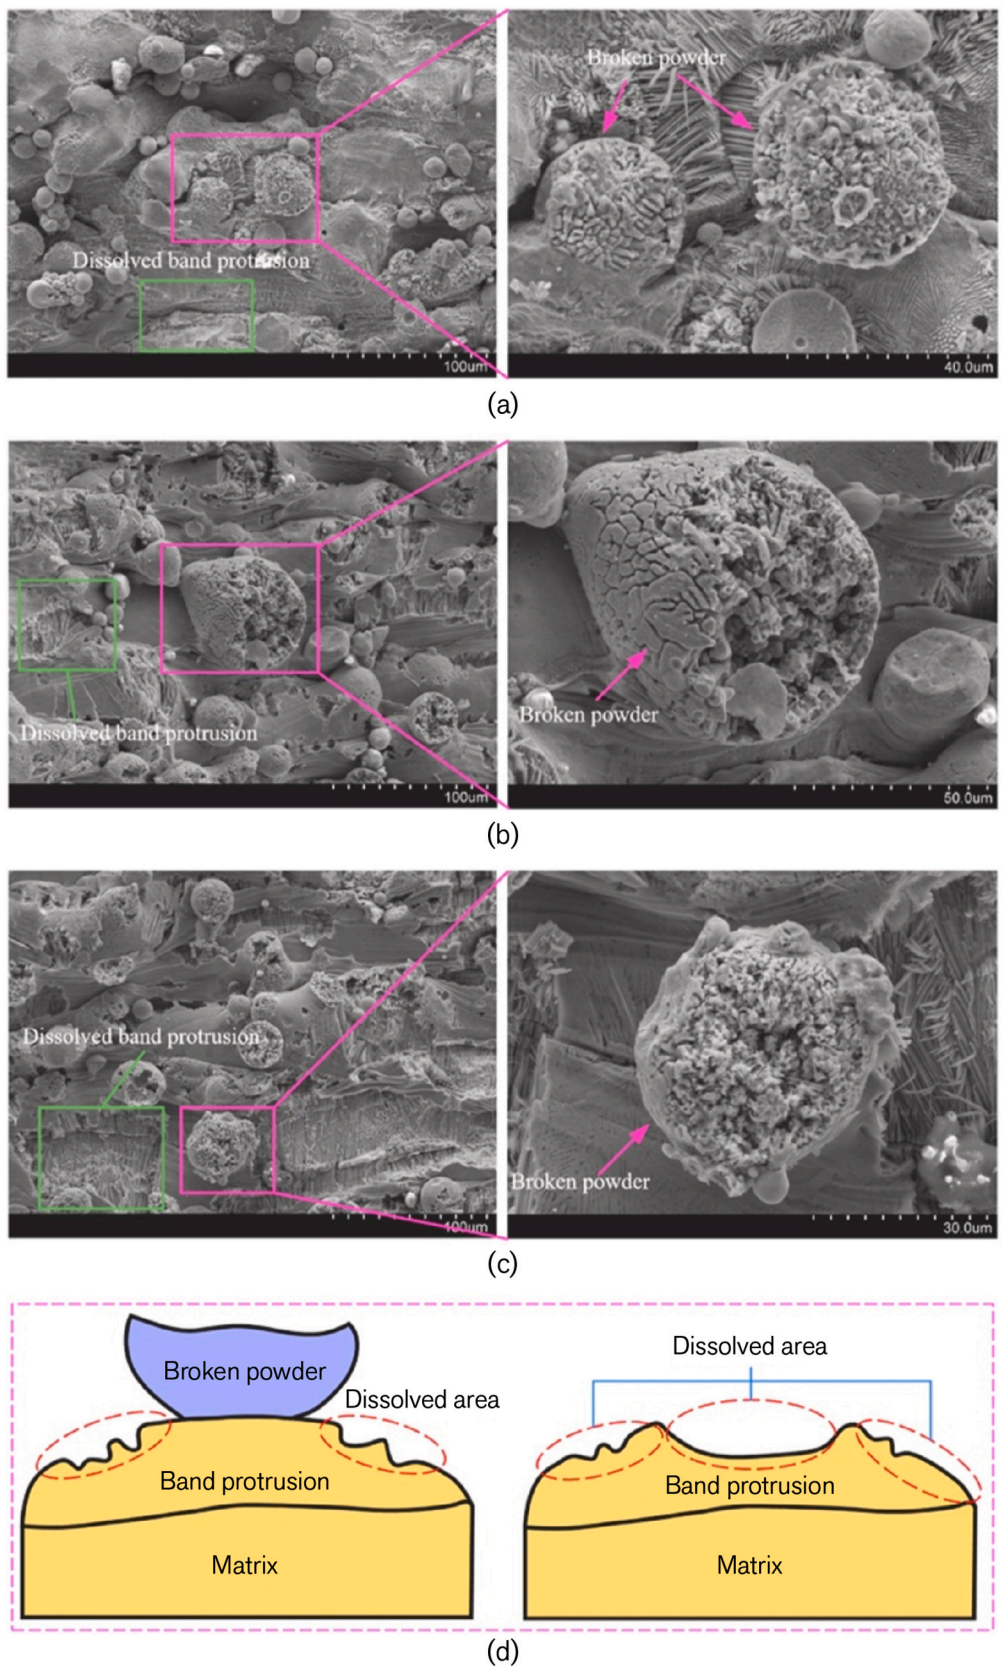 Broken powder
Dissolved band protrusion
100um
40.0um
(a)
Broken powder
Dissolved band protrusion
100um
50.0um
(b)
Dissolved band protrusion
Broken powder
100um
30.0um
(c)
Broken powder
Dissolved area
Band protrusion
Matrix
Dissolved area
Band protrusion
Matrix
(d)